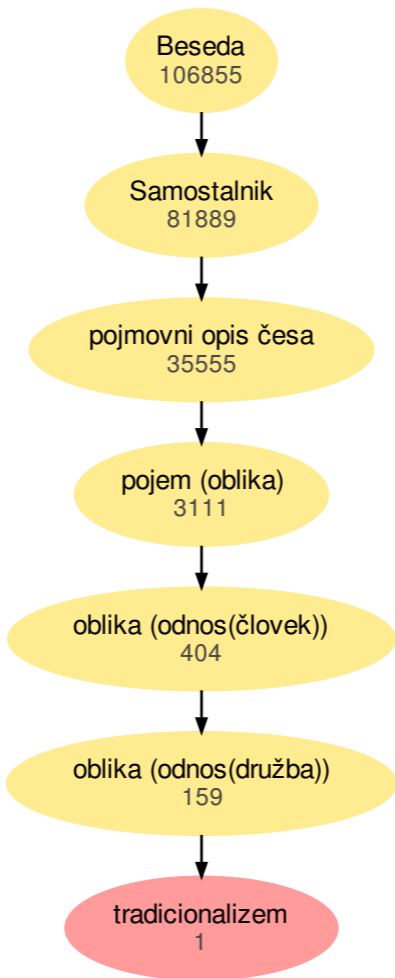 Beseda
106855
Samostalnik
81889
pojmovni opis česa
35555
pojem (oblika)
3111
oblika (odnos(človek))
404
oblika (odnos(družba))
159
tradicionalizem
1